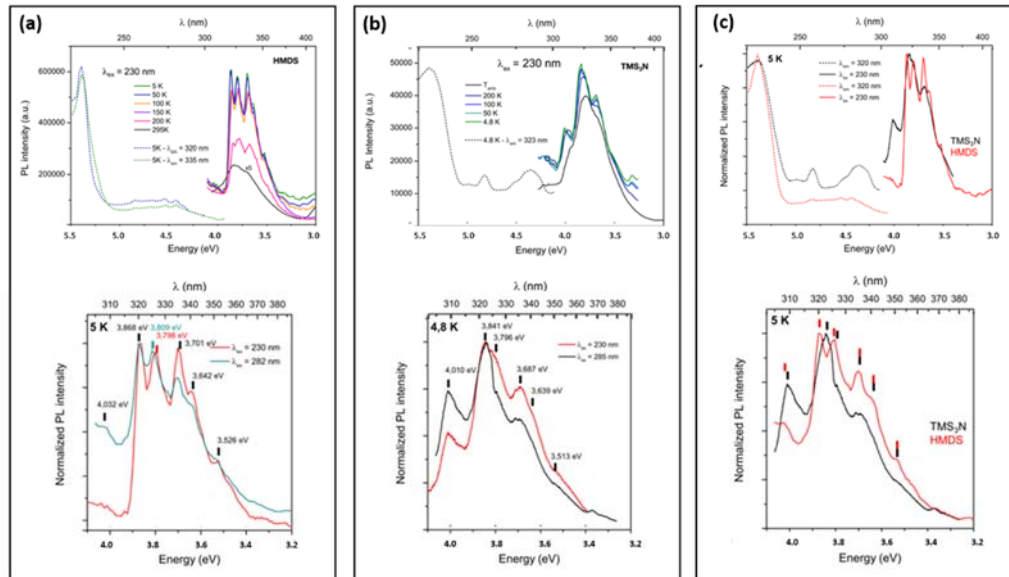 (a)
λ (nm)
250
300
350
400
HMDS
λex = 230 nm
5 K
50 K
100 K
150 K
200 K
295K
5K - λem = 320 nm
5K - λem = 335 nm
x5
PL intensity (a.u.)
600000
400000
200000
5.5
5.0
4.5
4.0
3.5
3.0
Energy (eV)
λ (nm)
310
320
330
340
350
360
370
380
5 K
3,868 eV
3,809 eV
3,798 eV
3,701 eV
3,642 eV
4,032 eV
3,526 eV
λex = 230 nm
λex = 282 nm
Normalized PL intensity
4.0
3.8
3.6
3.4
3.2
Energy (eV)
(b)
λ (nm)
250
300
350
400
λex = 230 nm
TMS3N
200 K
100 K
50 K
4.8 K
4.8 K - λem = 323 nm
PL Intensity (a.u.)
50000
40000
30000
20000
10000
5.5
5.0
4.5
4.0
3.5
3.0
Energy (eV)
λ (nm)
310
320
330
340
350
360
370
380
4,8 K
3,841 eV
3,796 eV
4,010 eV
3,687 eV
3,639 eV
3,513 eV
λex = 230 nm
λex = 285 nm
Normalized PL intensity
4.0
3.8
3.6
3.4
3.2
Energy (eV)
(c)
λ (nm)
250
300
350
400
5 K
λem = 320 nm
λex = 230 nm
λem = 320 nm
λex = 230 nm
TMS3N
HMDS
Normalized PL intensity
5.5
5.0
4.5
4.0
3.5
3.0
Energy (eV)
λ (nm)
310
320
330
340
350
360
370
380
5 K
TMS3N
HMDS
Normalized PL intensity
4.0
3.8
3.6
3.4
3.2
Energy (eV)